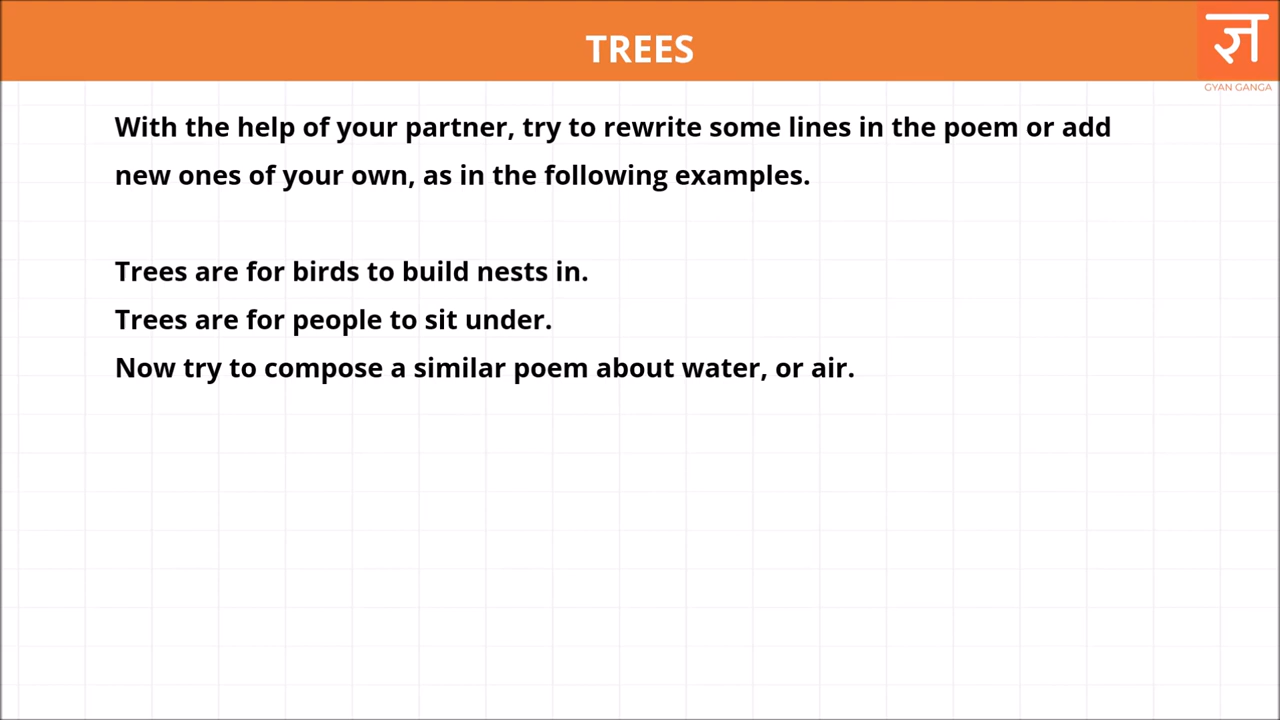 TREES
ज्ञ
GYAN GANGA
With the help of your partner, try to rewrite some lines in the poem or add
new ones of your own, as in the following examples.
Trees are for birds to build nests in.
Trees are for people to sit under.
Now try to compose a similar poem about water, or air.